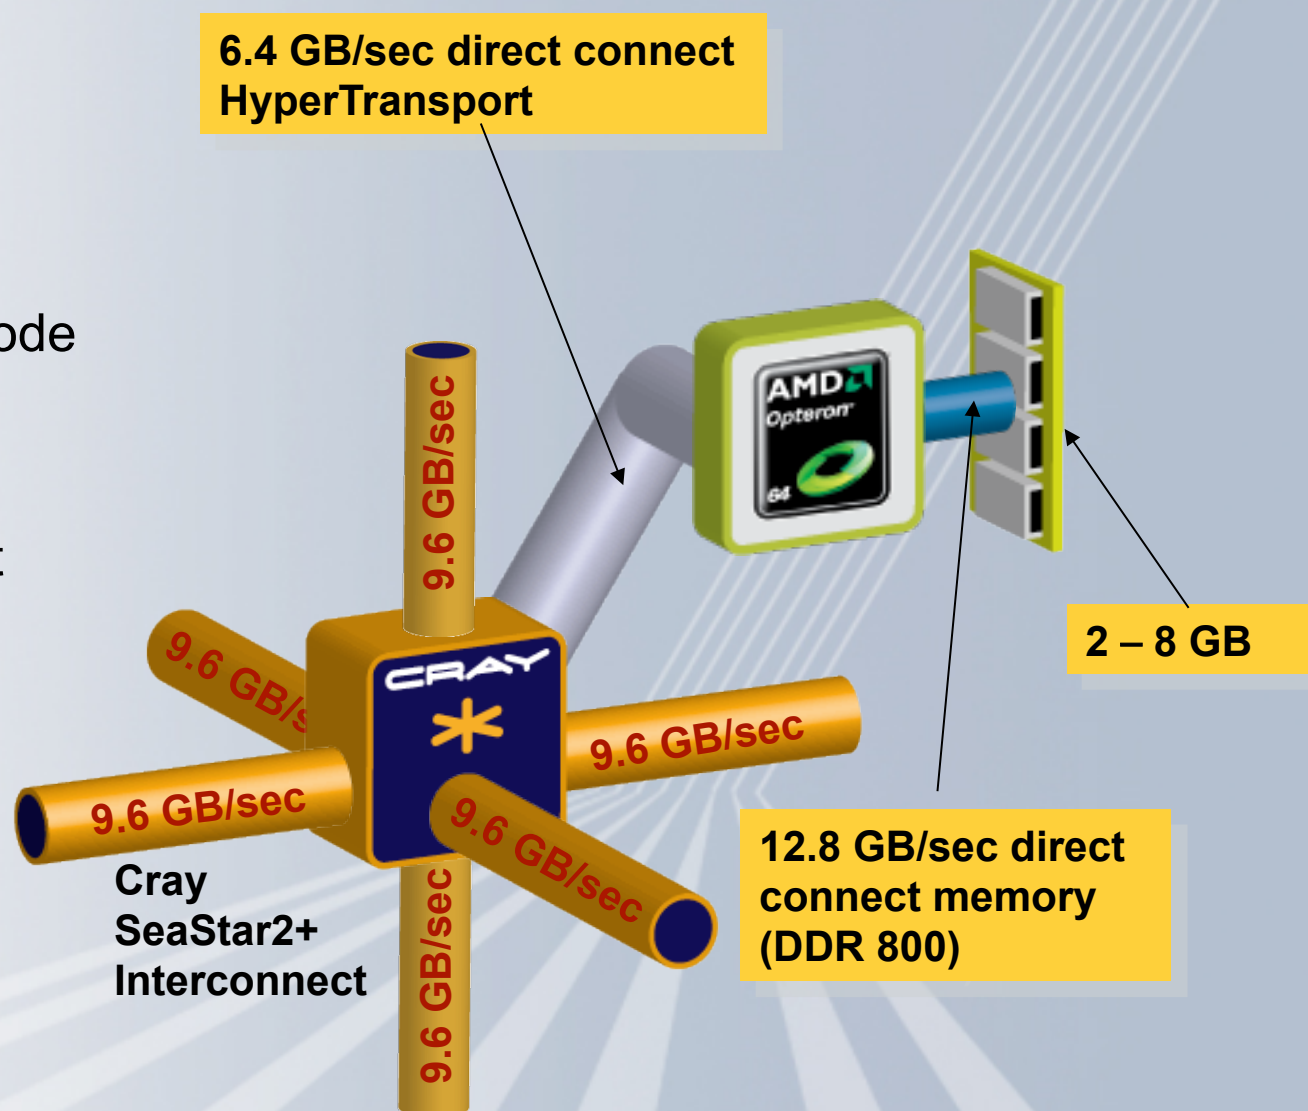 6.4 GB/sec direct connect
HyperTransport
AMD
Opteron
64
2 – 8 GB
9.6 GB/sec
9.6 GB/sec
CRAY
9.6 GB/sec
9.6 GB/sec
9.6 GB/sec
9.6 GB/sec
Cray
SeaStar2+
Interconnect
12.8 GB/sec direct
connect memory
(DDR 800)